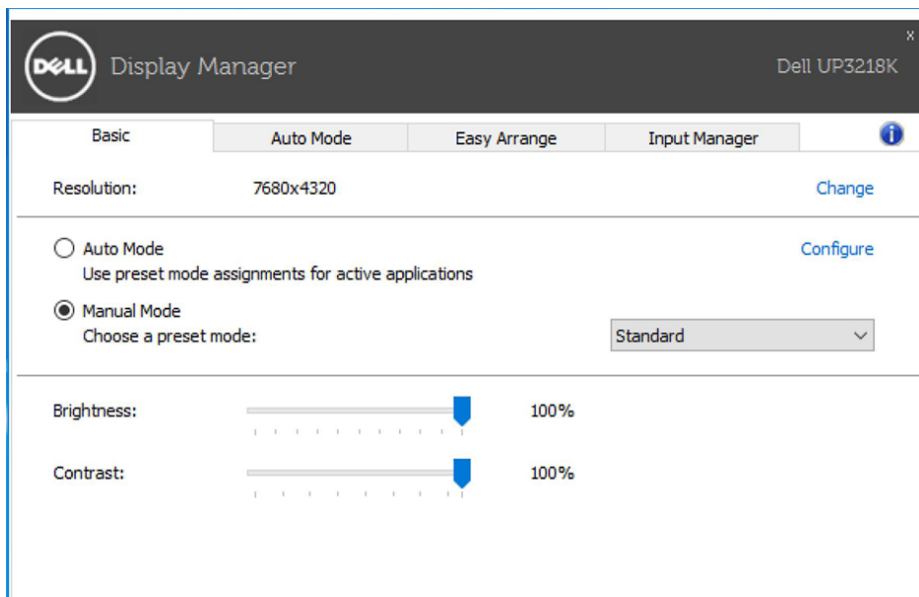 DELL Display Manager
x
Dell UP3218K
Basic Auto Mode Easy Arrange Input Manager i
Resolution: 7680x4320 Change
Auto Mode Configure
Use preset mode assignments for active applications
Manual Mode
Choose a preset mode: Standard
Brightness: 100%
Contrast: 100%